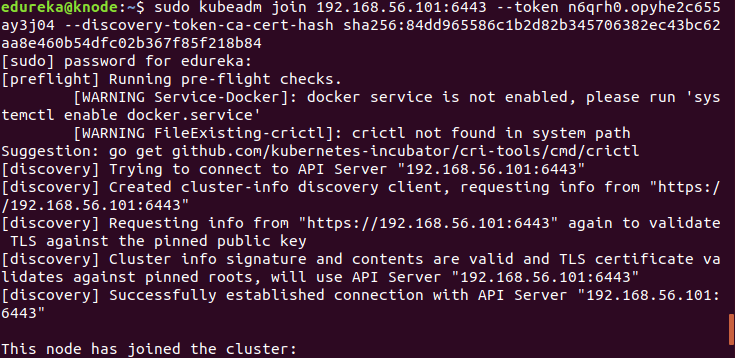 edureka@knode:~$ sudo kubeadm join 192.168.56.101:6443 --token n6qrh0.opyhe2c655
ay3j04 --discovery-token-ca-cert-hash sha256:84dd965586c1b2d82b345706382ec43bc62
aa8e460b54dfc02b367f85f218b84
[sudo] password for edureka:
[preflight] Running pre-flight checks.
        [WARNING Service-Docker]: docker service is not enabled, please run 'sys
temctl enable docker.service'
        [WARNING FileExisting-crictl]: crictl not found in system path
Suggestion: go get github.com/kubernetes-incubator/cri-tools/cmd/crictl
[discovery] Trying to connect to API Server "192.168.56.101:6443"
[discovery] Created cluster-info discovery client, requesting info from "https:/
/192.168.56.101:6443"
[discovery] Requesting info from "https://192.168.56.101:6443" again to validate
 TLS against the pinned public key
[discovery] Cluster info signature and contents are valid and TLS certificate va
lidates against pinned roots, will use API Server "192.168.56.101:6443"
[discovery] Successfully established connection with API Server "192.168.56.101:
6443"

This node has joined the cluster: